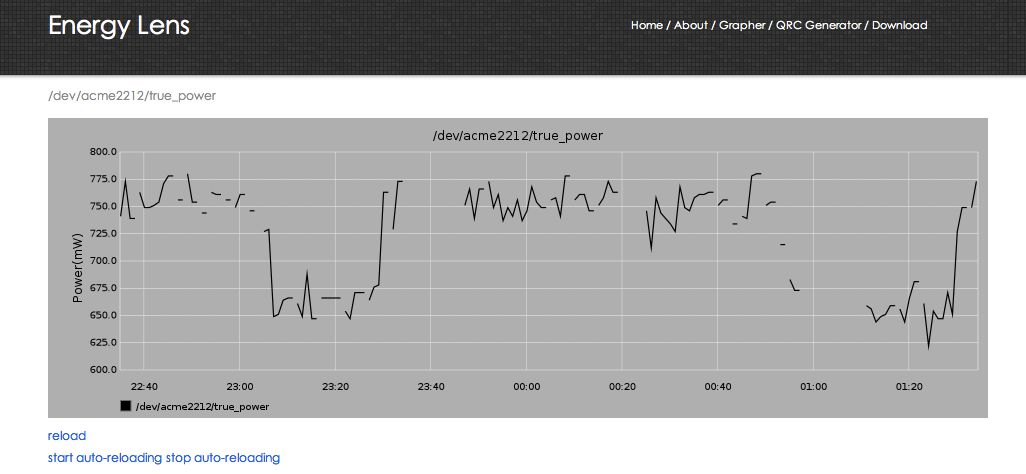 Energy Lens
Home / About / Grapher / QRC Generator / Download
/dev/acme2212/true_power
/dev/acme2212/true_power
800.0
775.0
750.0
725.0
700.0
675.0
650.0
625.0
600.0
Power(mW)
22:40 23:00 23:20 23:40 00:00 00:20 00:40 01:00 01:20
/dev/acme2212/true_power
reload
start auto-reloading stop auto-reloading